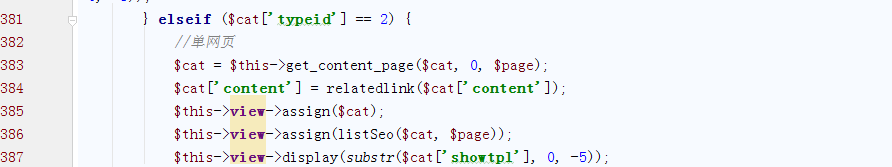 381 } elseif ($cat['typeid'] == 2) {
382 //单网页
383 $cat = $this->get_content_page($cat, 0, $page);
384 $cat['content'] = relatedlink($cat['content']);
385 $this->view->assign($cat);
386 $this->view->assign(listSeo($cat, $page));
387 $this->view->display(substr($cat['showtpl'], 0, -5));